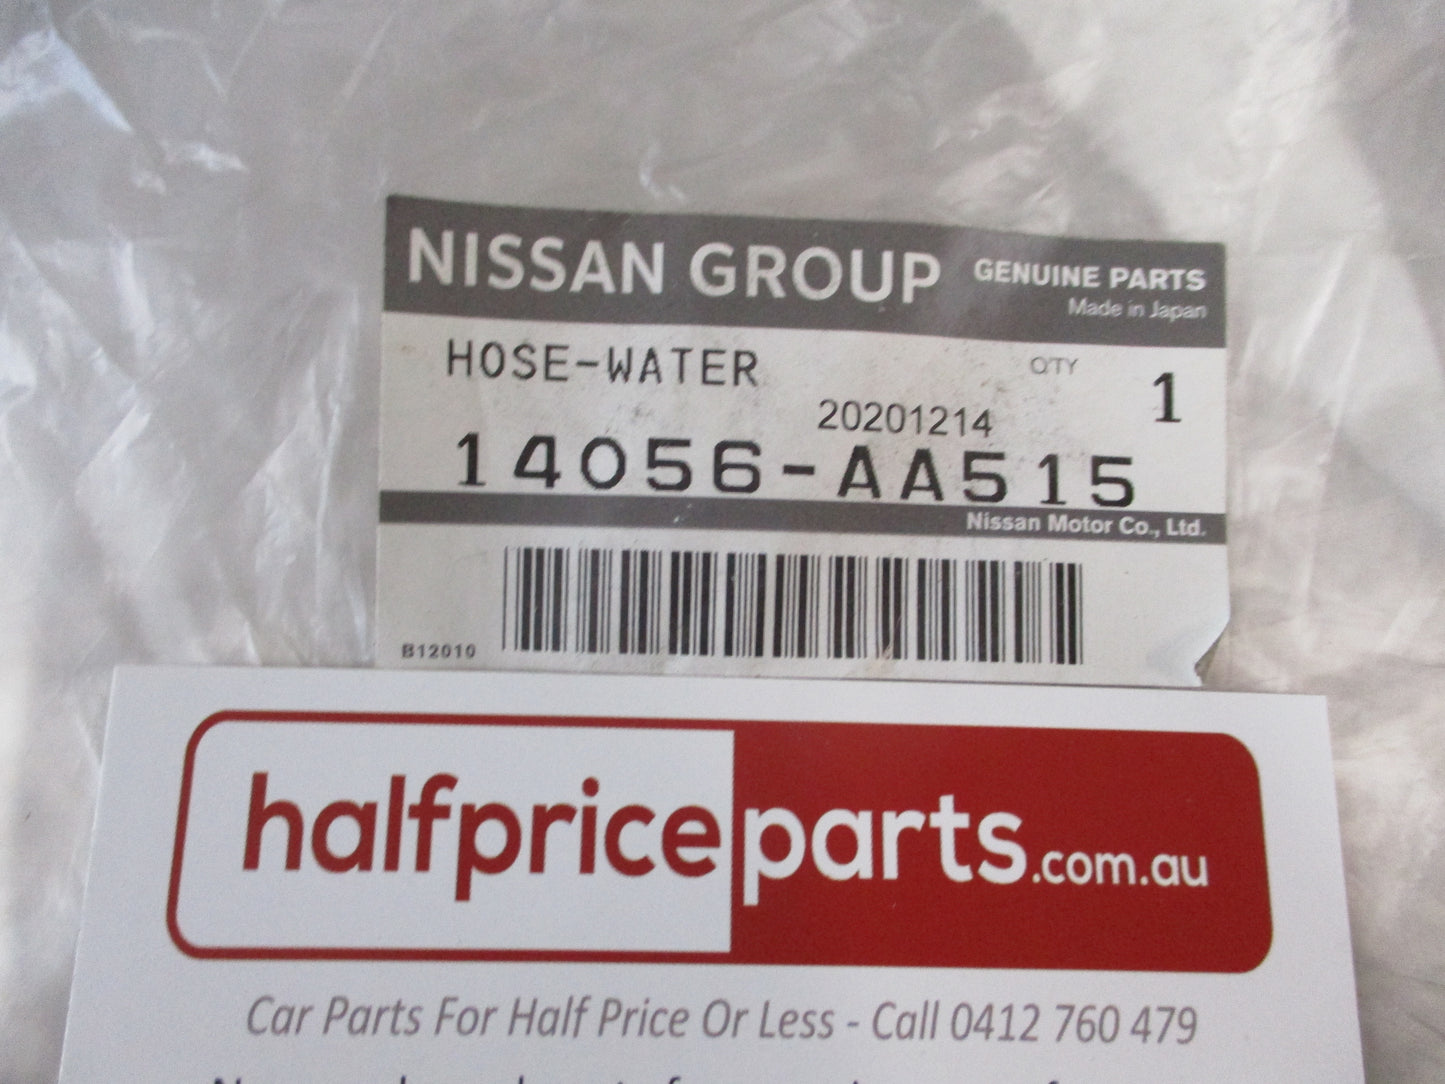 NISSAN GROUP GENUINE PARTS
Made in Japan
HOSE-WATER QTY 1
20201214
14056-AA515
Nissan Motor Co., Ltd.
B12010
halfpriceparts.com.au
Car Parts For Half Price Or Less - Call 0412 760 479